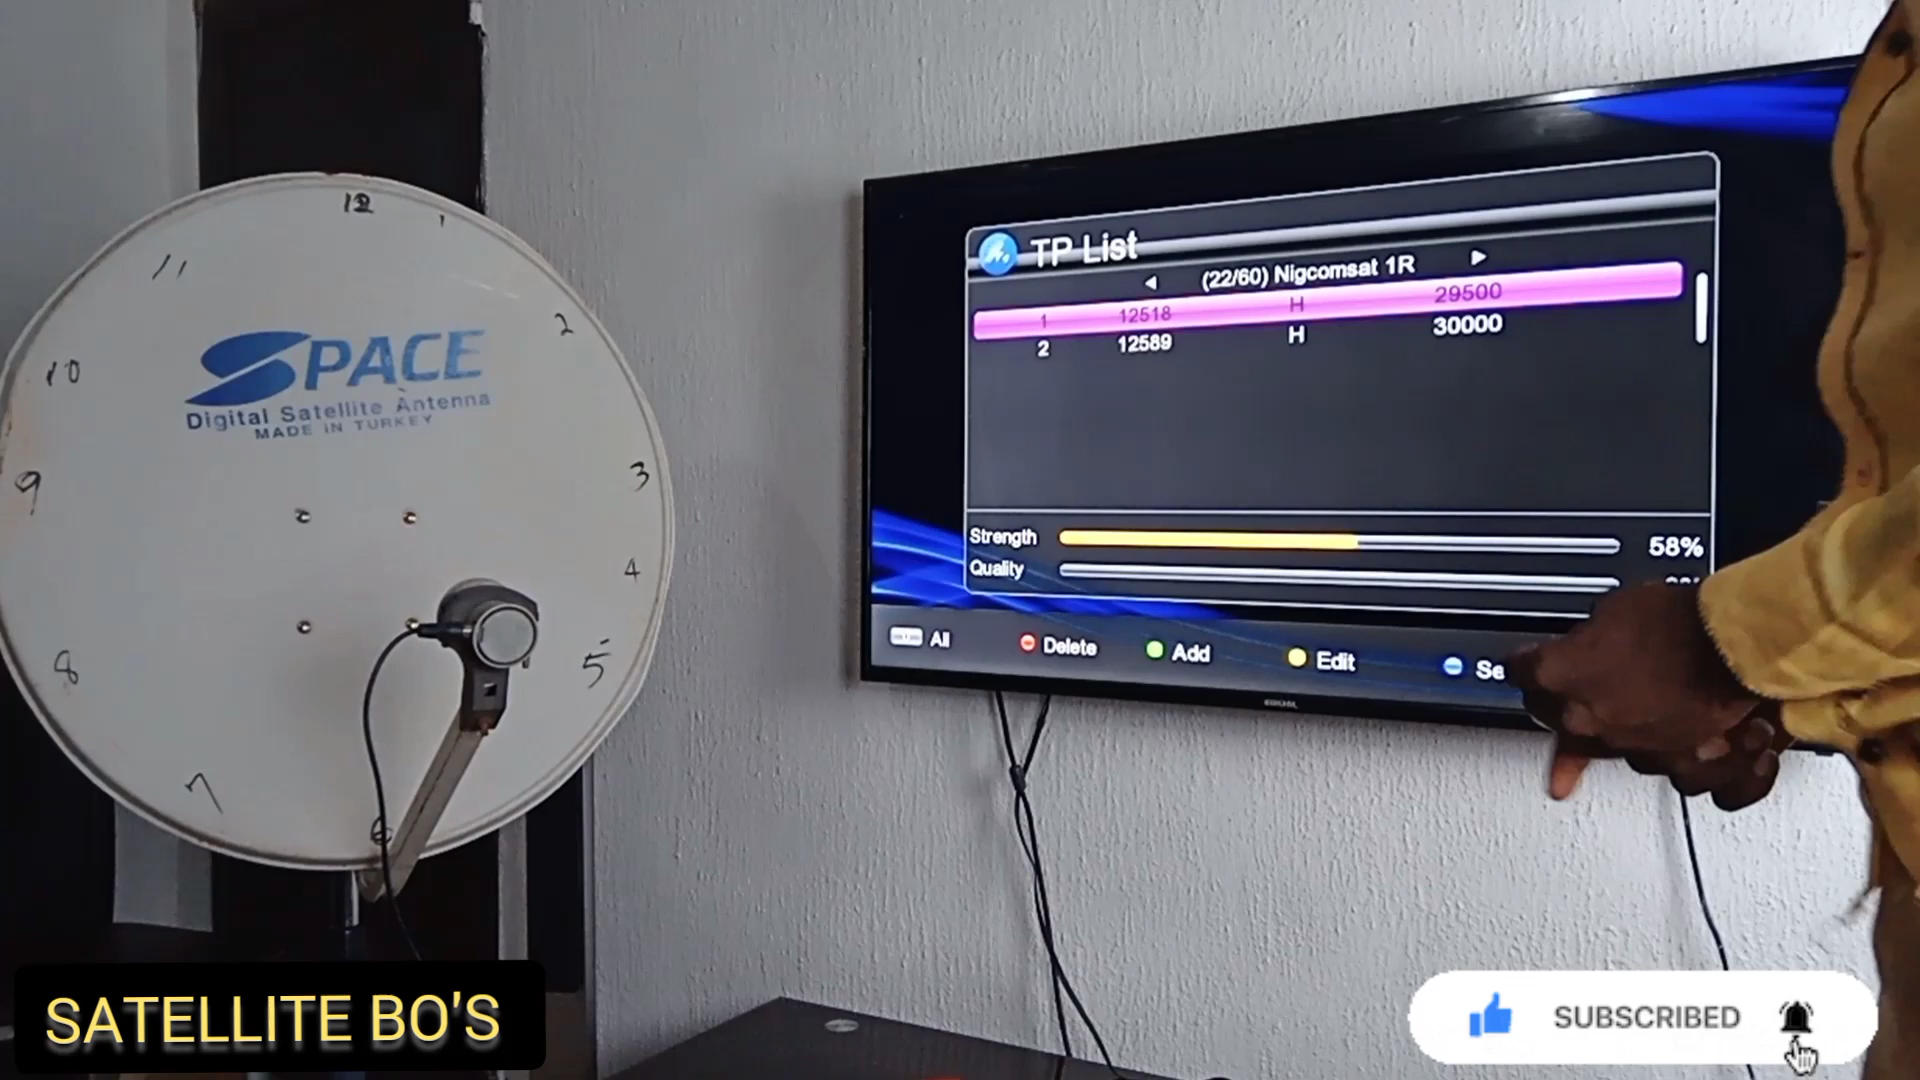 12
1
11
2
10
SPACE
Digital Satellite Antenna
MADE IN TURKEY
3
9
4
5
8
7
6
TP List
(22/60) Nigcomsat 1R
1 12518 H 29500
2 12589 H 30000
Strength 58%
Quality
All Delete Add Edit
SATELLITE BO'S
SUBSCRIBED